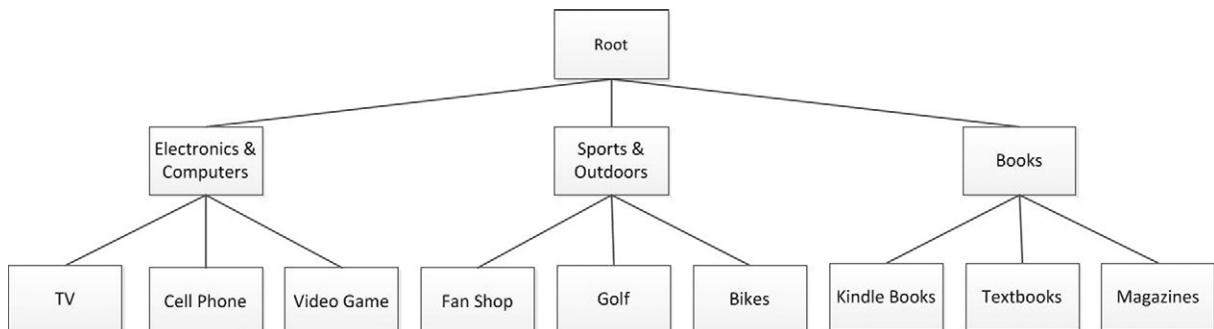 Root
Electronics &
Computers
Sports &
Outdoors
Books
TV
Cell Phone
Video Game
Fan Shop
Golf
Bikes
Kindle Books
Textbooks
Magazines